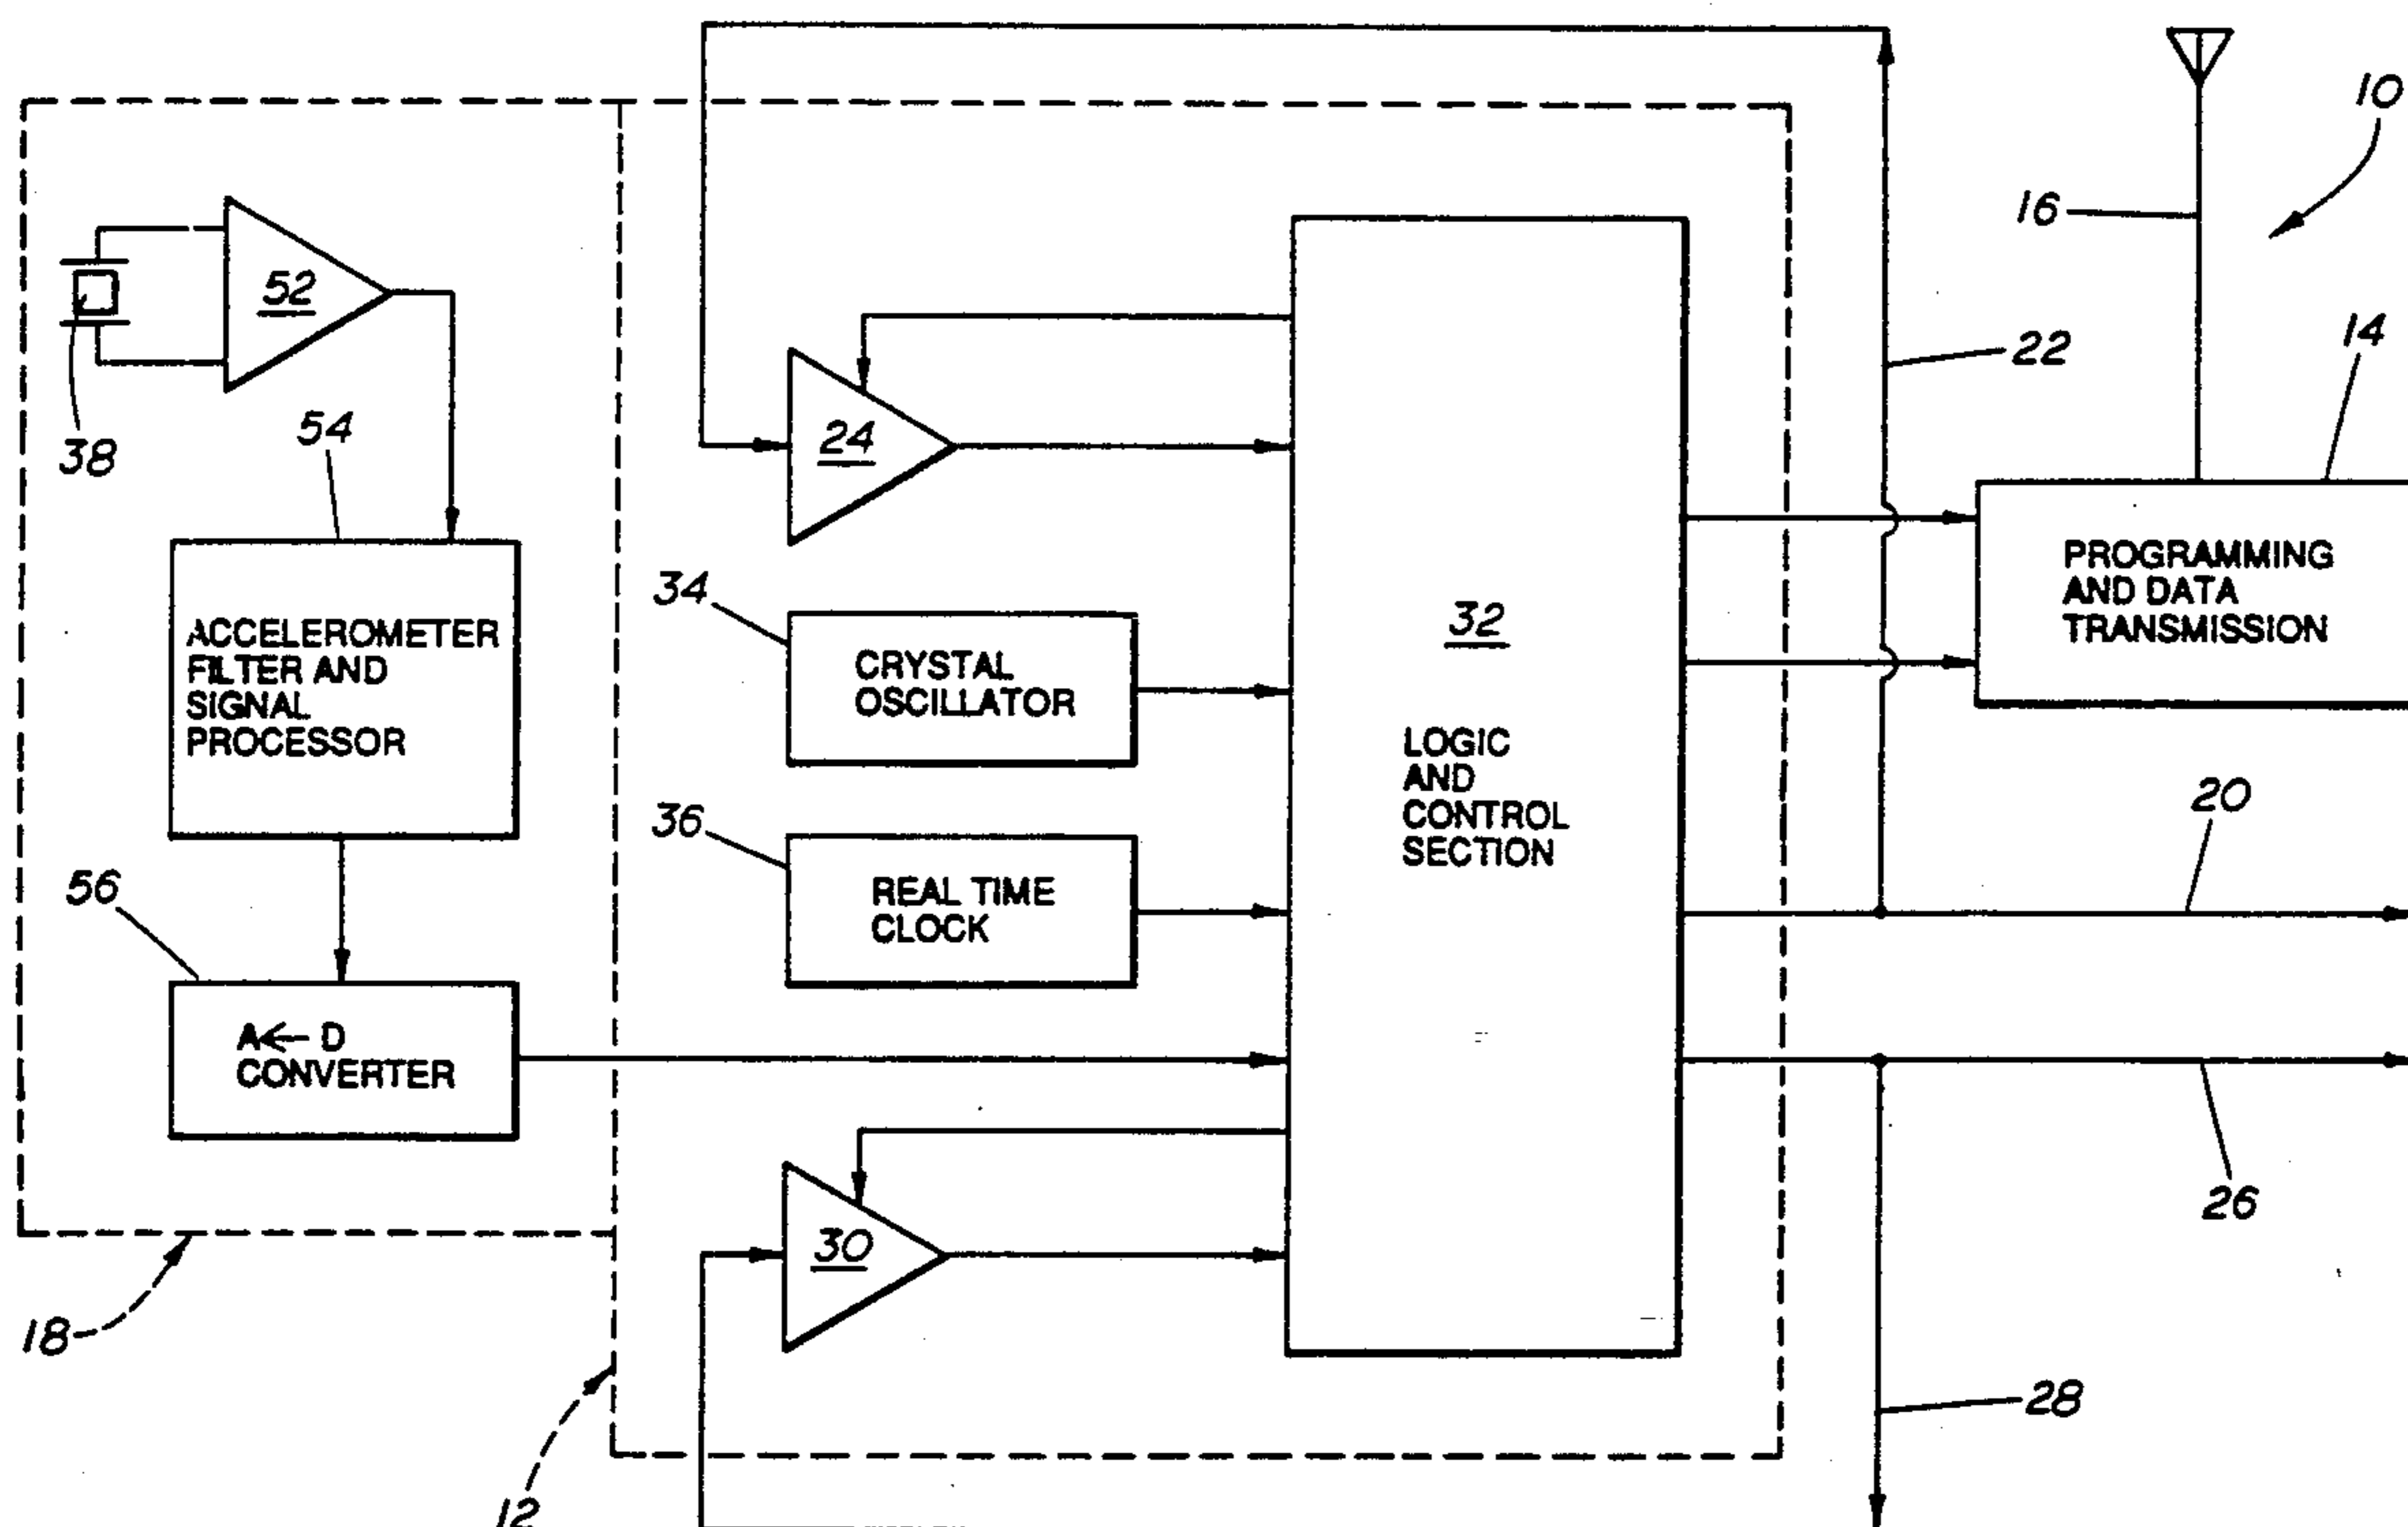 10
16
52
22
14
38
54
24
PROGRAMMING
AND DATA
TRANSMISSION
34
32
ACCELEROMETER
FILTER AND
SIGNAL
PROCESSOR
CRYSTAL
OSCILLATOR
LOGIC
AND
CONTROL
SECTION
20
36
56
REAL TIME
CLOCK
A← D
CONVERTER
26
30
18
28
12